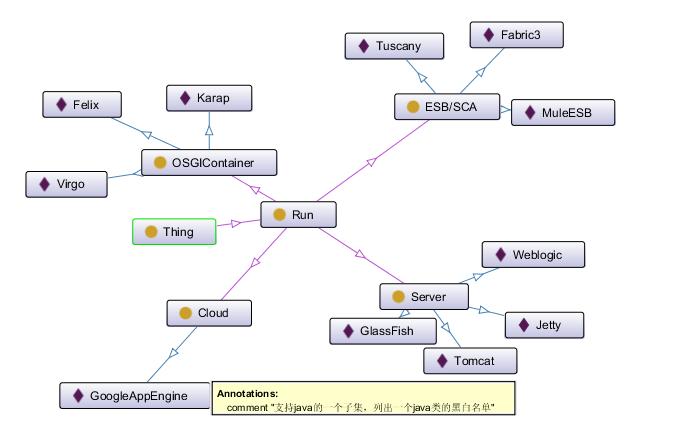 Fabric3
Tuscany
Karap
Felix
ESB/SCA
MuleESB
OSGIContainer
Virgo
Run
Thing
Weblogic
Server
Cloud
GlassFish
Jetty
Tomcat
GoogleAppEngine
Annotations:
comment "支持java的一个子集，列出一个java类的黑白名单"